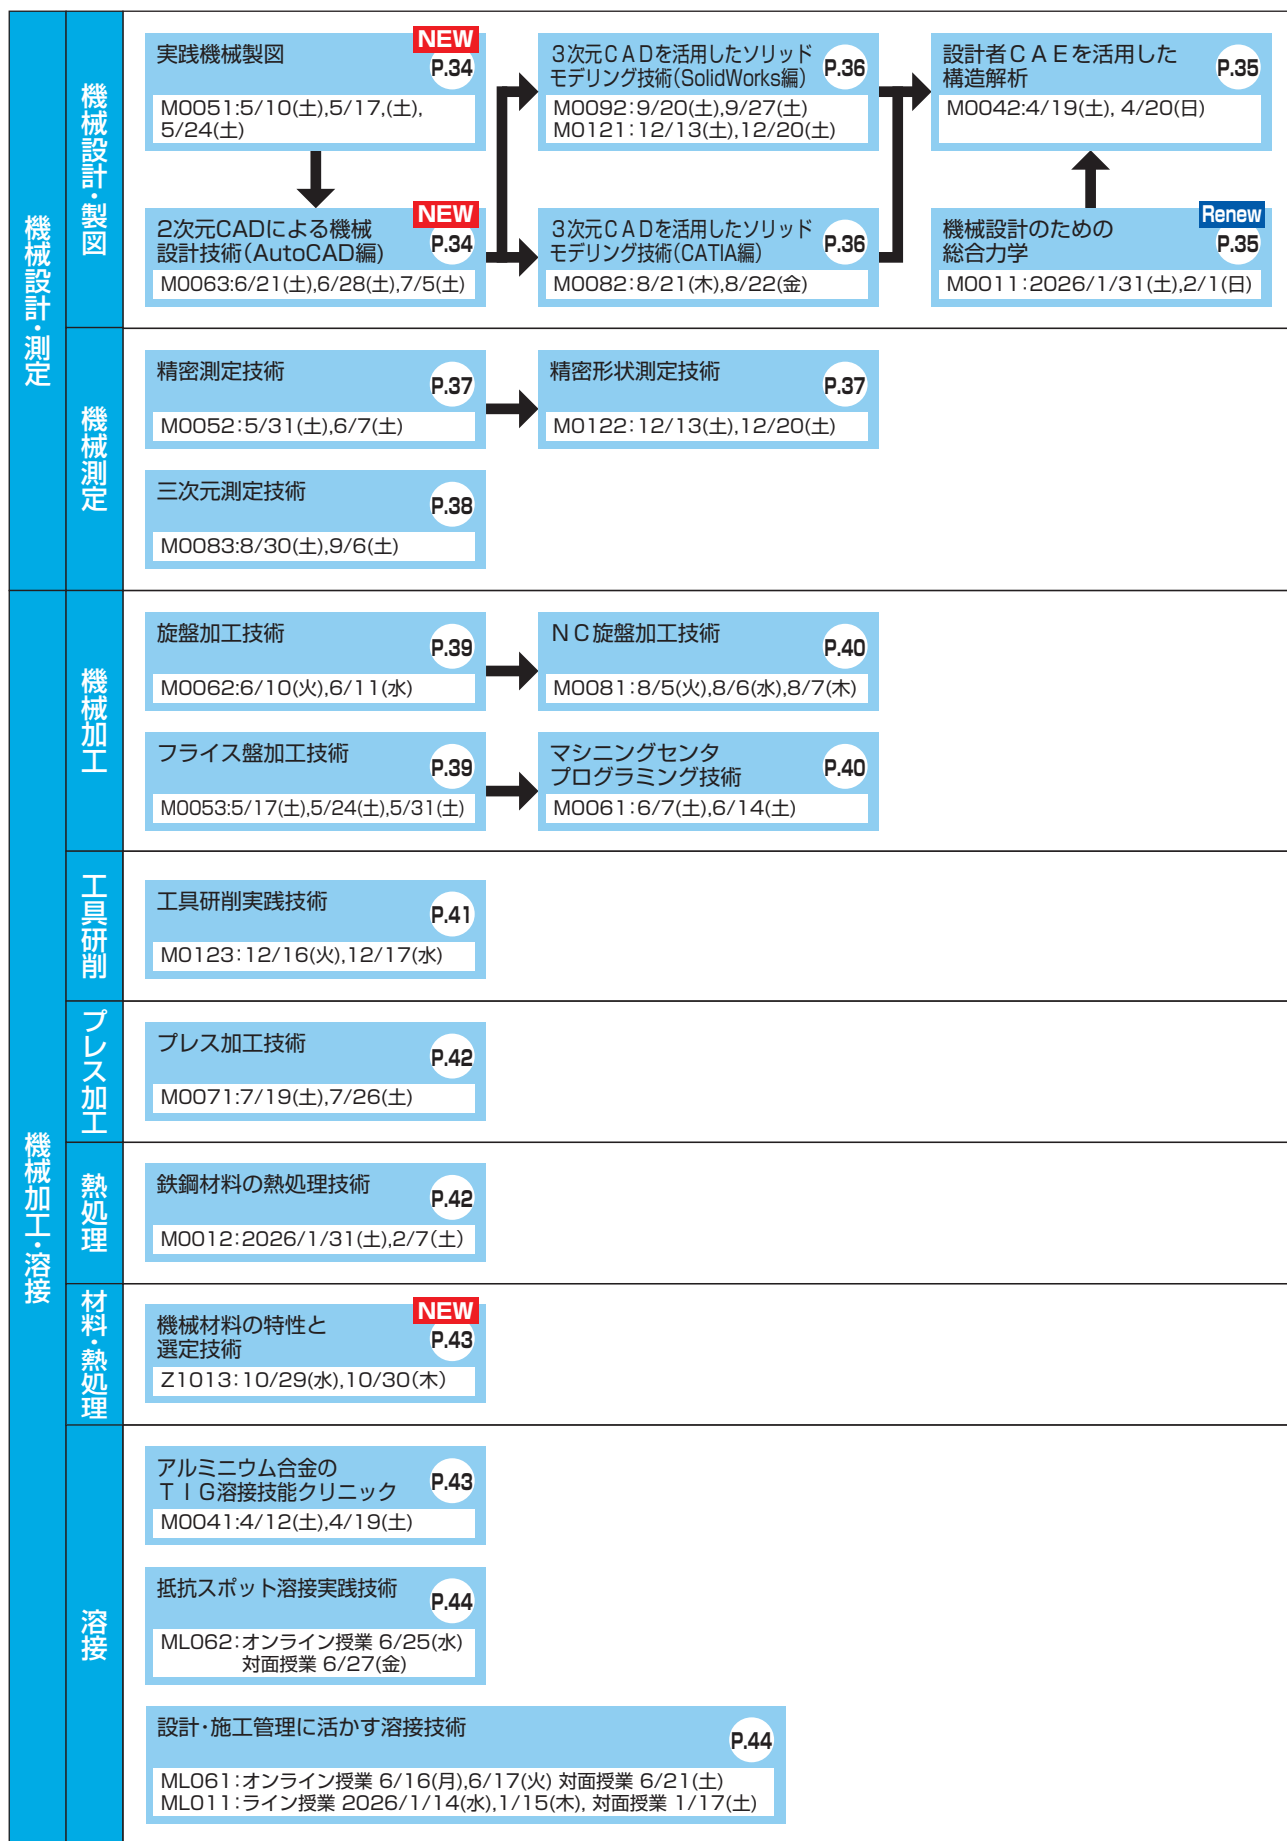 機械設計・測定
機械設計・製図
実践機械製図
NEW
P.34
M0051:5/10(土),5/17,(土),
5/24(土)
3次元CADを活用したソリッド
モデリング技術(SolidWorks編)
P.36
M0092:9/20(土),9/27(土)
M0121:12/13(土),12/20(土)
設計者CAEを活用した
構造解析
P.35
M0042:4/19(土), 4/20(日)
2次元CADによる機械
設計技術(AutoCAD編)
NEW
P.34
M0063:6/21(土),6/28(土),7/5(土)
3次元CADを活用したソリッド
モデリング技術(CATIA編)
P.36
M0082:8/21(木),8/22(金)
機械設計のための
総合力学
Renew
P.35
M0011:2026/1/31(土),2/1(日)
機械測定
精密測定技術
P.37
M0052:5/31(土),6/7(土)
精密形状測定技術
P.37
M0122:12/13(土),12/20(土)
三次元測定技術
P.38
M0083:8/30(土),9/6(土)
機械加工・溶接
機械加工
旋盤加工技術
P.39
M0062:6/10(火),6/11(水)
NC旋盤加工技術
P.40
M0081:8/5(火),8/6(水),8/7(木)
フライス盤加工技術
P.39
M0053:5/17(土),5/24(土),5/31(土)
マシニングセンタ
プログラミング技術
P.40
M0061:6/7(土),6/14(土)
工具研削
工具研削実践技術
P.41
M0123:12/16(火),12/17(水)
プレス加工
プレス加工技術
P.42
M0071:7/19(土),7/26(土)
熱処理
鉄鋼材料の熱処理技術
P.42
M0012:2026/1/31(土),2/7(土)
材料・熱処理
機械材料の特性と
選定技術
NEW
P.43
Z1013:10/29(水),10/30(木)
溶接
アルミニウム合金の
TIG溶接技能クリニック
P.43
M0041:4/12(土),4/19(土)
抵抗スポット溶接実践技術
P.44
ML062:オンライン授業 6/25(水)
対面授業 6/27(金)
設計・施工管理に活かす溶接技術
P.44
ML061:オンライン授業 6/16(月),6/17(火) 対面授業 6/21(土)
ML011:ライン授業 2026/1/14(水),1/15(木), 対面授業 1/17(土)